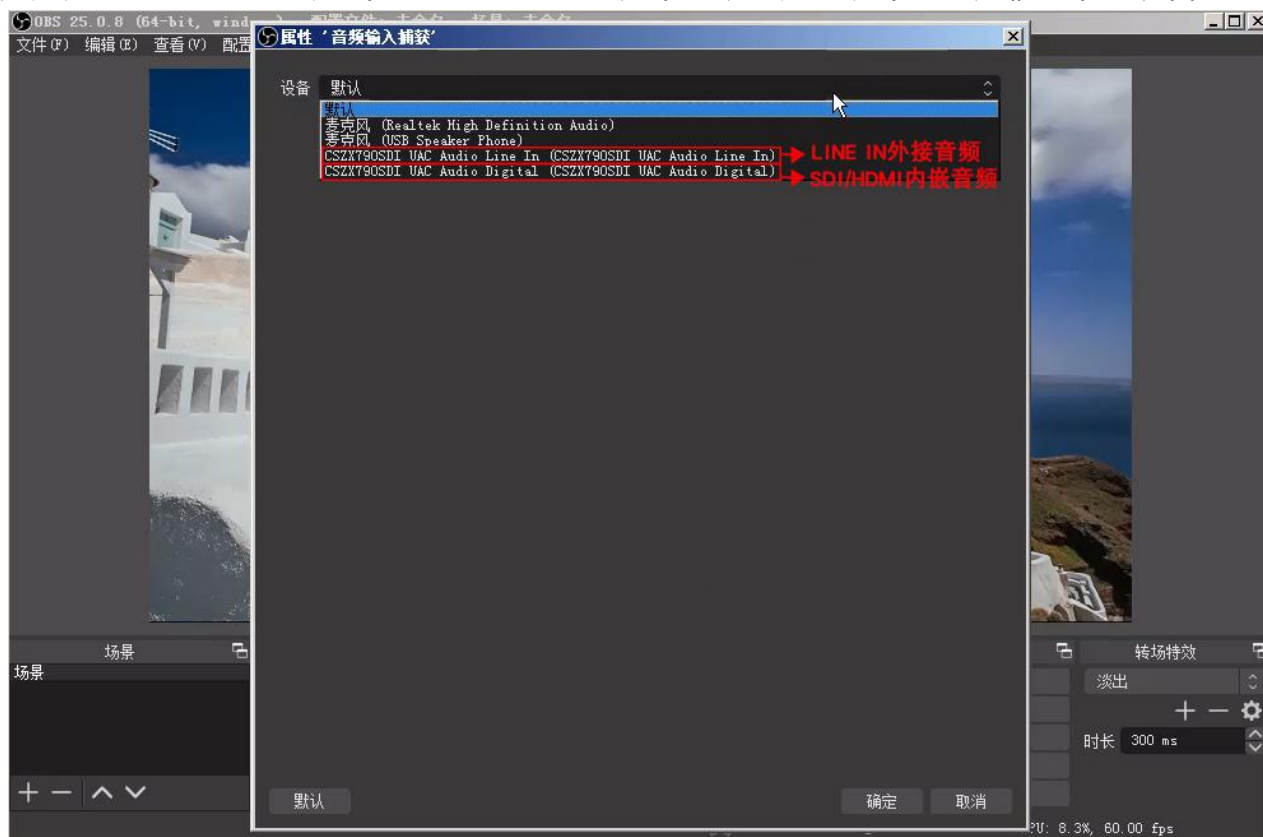 OBS 25.0.8 (64-bit, wind
文件(F) 编辑(E) 查看(V) 配置
属性 '音频输入捕获'
设备 默认
默认
麦克风 (Realtek High Definition Audio)
麦克风 (USB Speaker Phone)
CSZX790SDI UAC Audio Line In (CSZX790SDI UAC Audio Line In) LINE IN外接音频
CSZX790SDI UAC Audio Digital (CSZX790SDI UAC Audio Digital) SDI/HDMI内嵌音频
场景
转场特效
场景
淡出
时长 300 ms
默认
确定
取消
PU: 8.3%, 60.00 fps